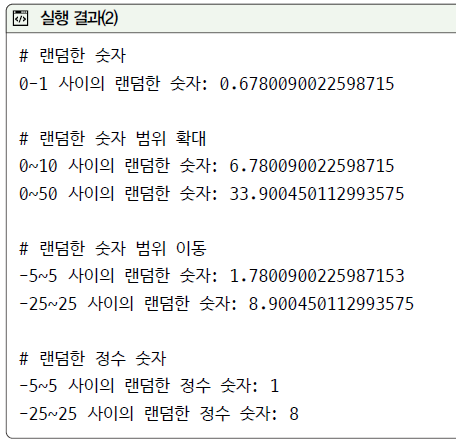 실행 결과(2)
# 랜덤한 숫자
0-1 사이의 랜덤한 숫자: 0.6780090022598715
# 랜덤한 숫자 범위 확대
0~10 사이의 랜덤한 숫자: 6.780090022598715
0~50 사이의 랜덤한 숫자: 33.900450112993575
# 랜덤한 숫자 범위 이동
-5~5 사이의 랜덤한 숫자: 1.7800900225987153
-25~25 사이의 랜덤한 숫자: 8.900450112993575
# 랜덤한 정수 숫자
-5~5 사이의 랜덤한 정수 숫자: 1
-25~25 사이의 랜덤한 정수 숫자: 8